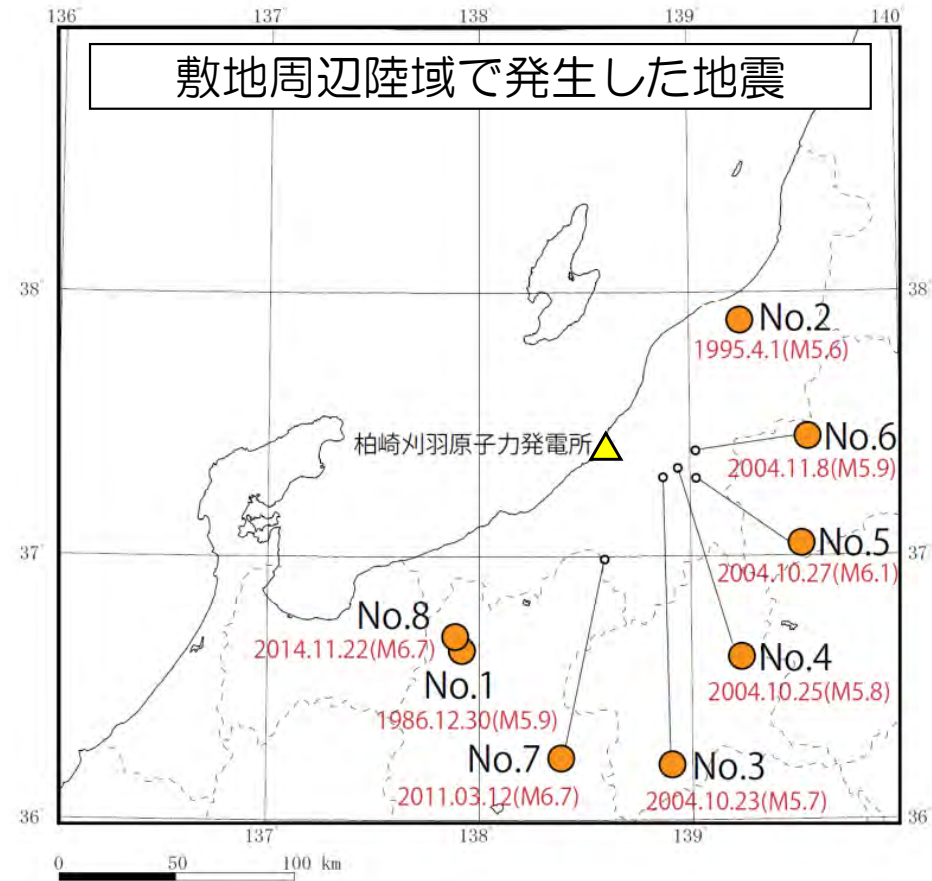 136° 137° 138° 139° 140°
敷地周辺陸域で発生した地震
38° 38°
No.2
1995.4.1(M5.6)
柏崎刈羽原子力発電所
No.6
2004.11.8(M5.9)
No.5
37° 37°
2004.10.27(M6.1)
No.8
2014.11.22(M6.7)
No.4
2004.10.25(M5.8)
No.1
1986.12.30(M5.9)
No.7
2011.03.12(M6.7)
No.3
2004.10.23(M5.7)
36° 36°
137° 138° 139°
0 50 100 km